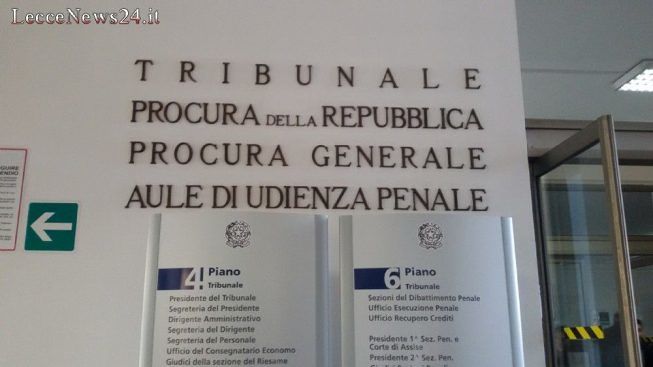 LecceNews24.it
TRIBUNALE
PROCURA DELLA REPUBBLICA
PROCURA GENERALE
AULE DI UDIENZA PENALE
4 Piano
Tribunale
Presidente del Tribunale
Segreteria del Presidente
Dirigente Amministrativo
Segreteria del Dirigente
Segreteria del Personale
Ufficio del Consegnatario Economo
Giudici della sezione del Riesame
6 Piano
Tribunale
Sezioni del Dibattimento Penale
Ufficio Esecuzione Penale
Ufficio Recupero Crediti
Presidente 1^ Sez. Pen. e
Corte di Assise
Presidente 2^ Sez. Pen.